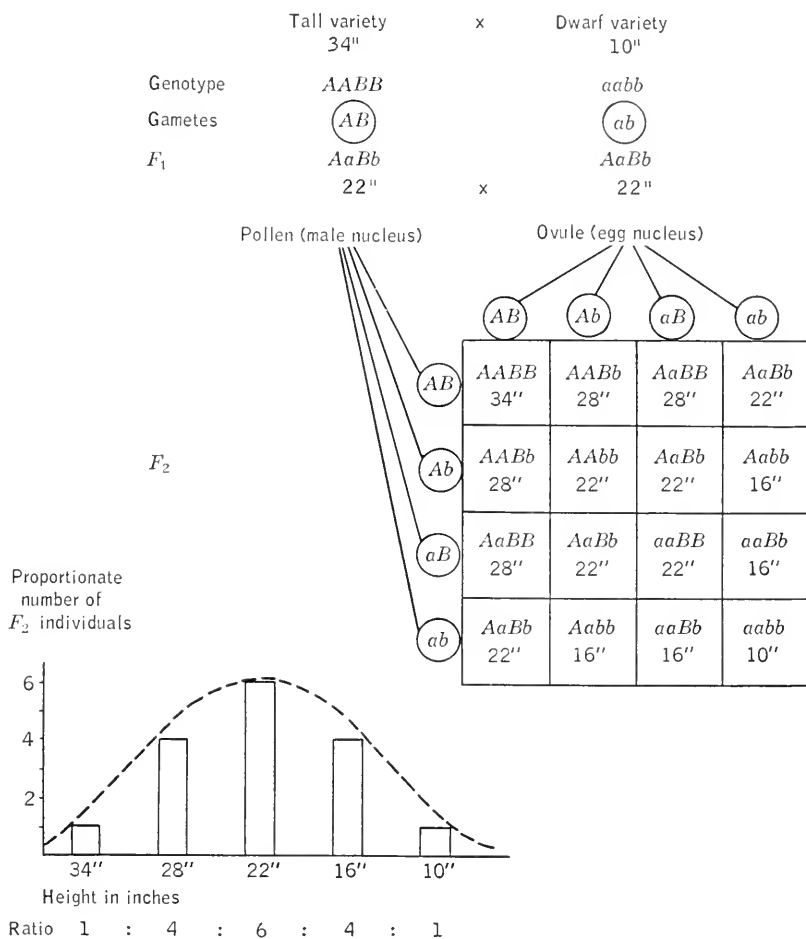 Tall variety x Dwarf variety
34" 10"
Genotype AABB aabb
Gametes AB ab
F1 AaBb AaBb
22" x 22"
Pollen (male nucleus) Ovule (egg nucleus)
AB Ab aB ab
AB AABB AABb AaBB AaBb
34" 28" 28" 22"
F2 Ab AABb AAbb AaBb Aabb
28" 22" 22" 16"
aB AaBB AaBb aaBB aaBb
28" 22" 22" 16"
ab AaBb Aabb aaBb aabb
22" 16" 16" 10"
Proportionate
number of
F2 individuals
6
4
2
34" 28" 22" 16" 10"
Height in inches
Ratio 1 : 4 : 6 : 4 : 1